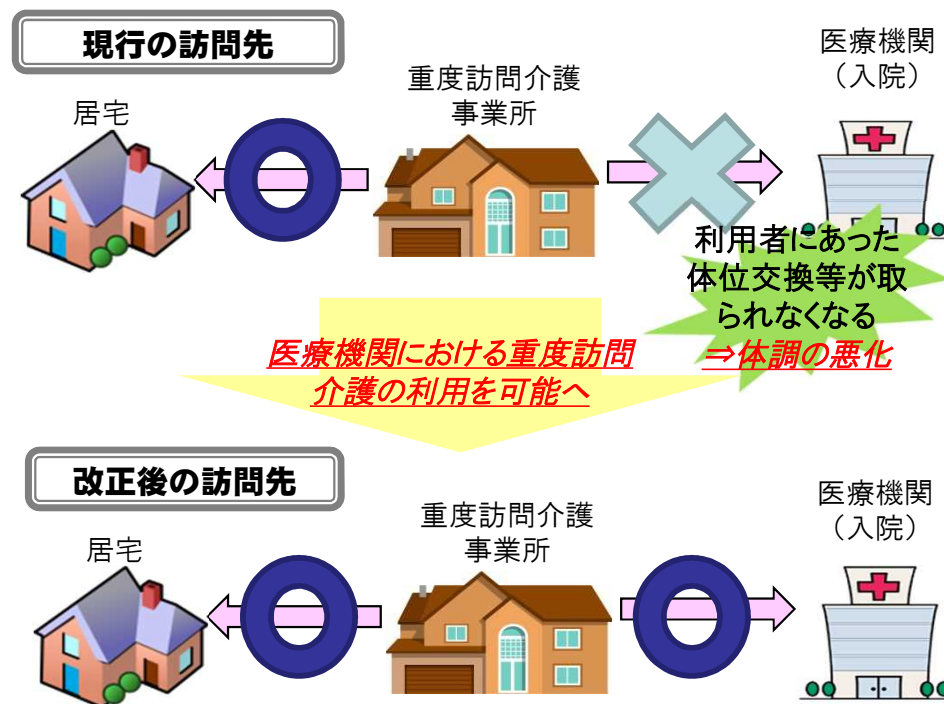 現行の訪問先
医療機関
（入院）
重度訪問介護
事業所
居宅
利用者にあった
体位交換等が取
られなくなる
⇒体調の悪化
医療機関における重度訪問
介護の利用を可能へ
改正後の訪問先
医療機関
（入院）
重度訪問介護
事業所
居宅